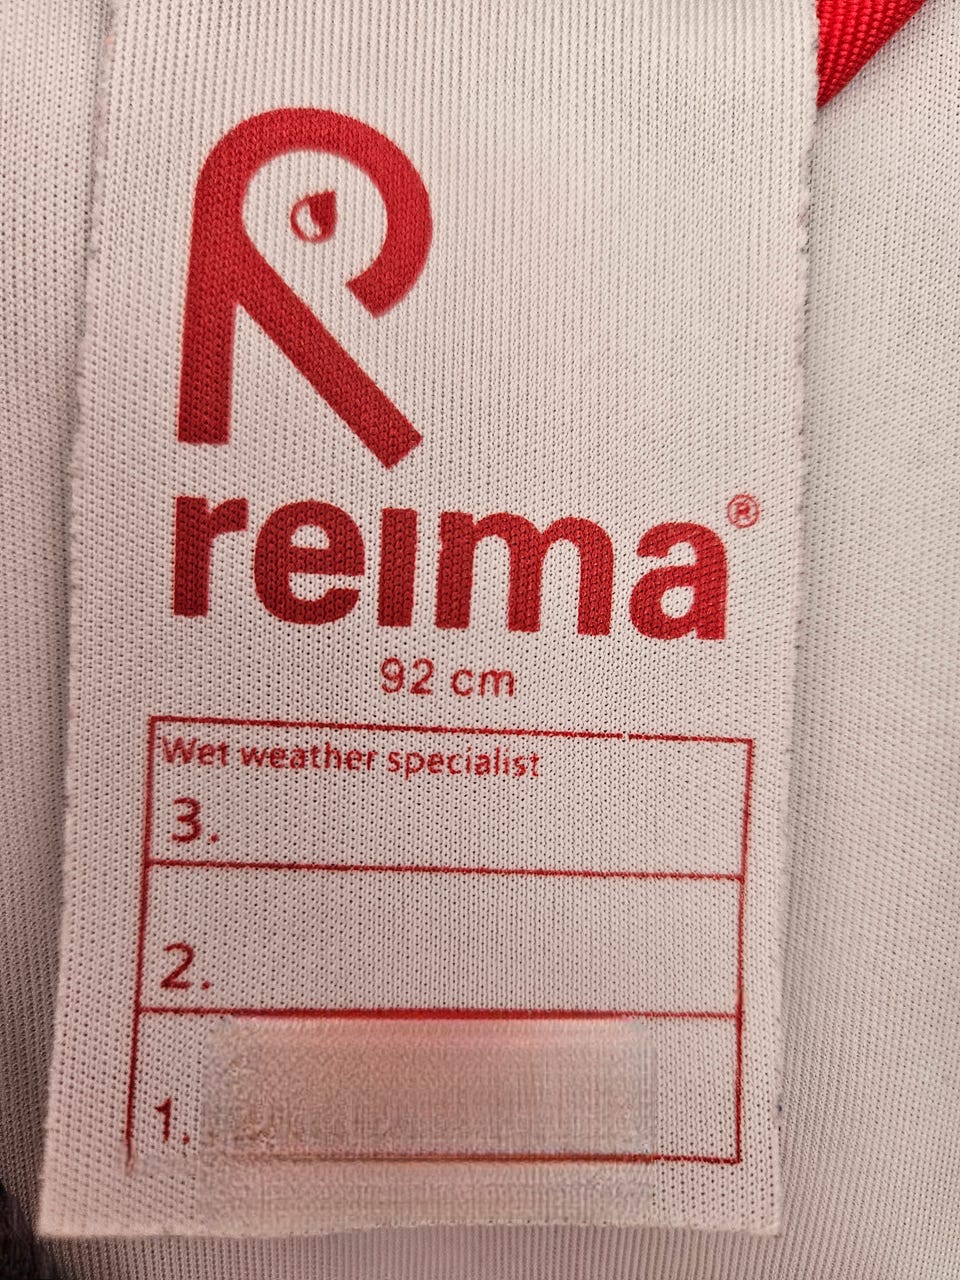 reima®
92 cm
Wet weather specialist
3.
2.
1.